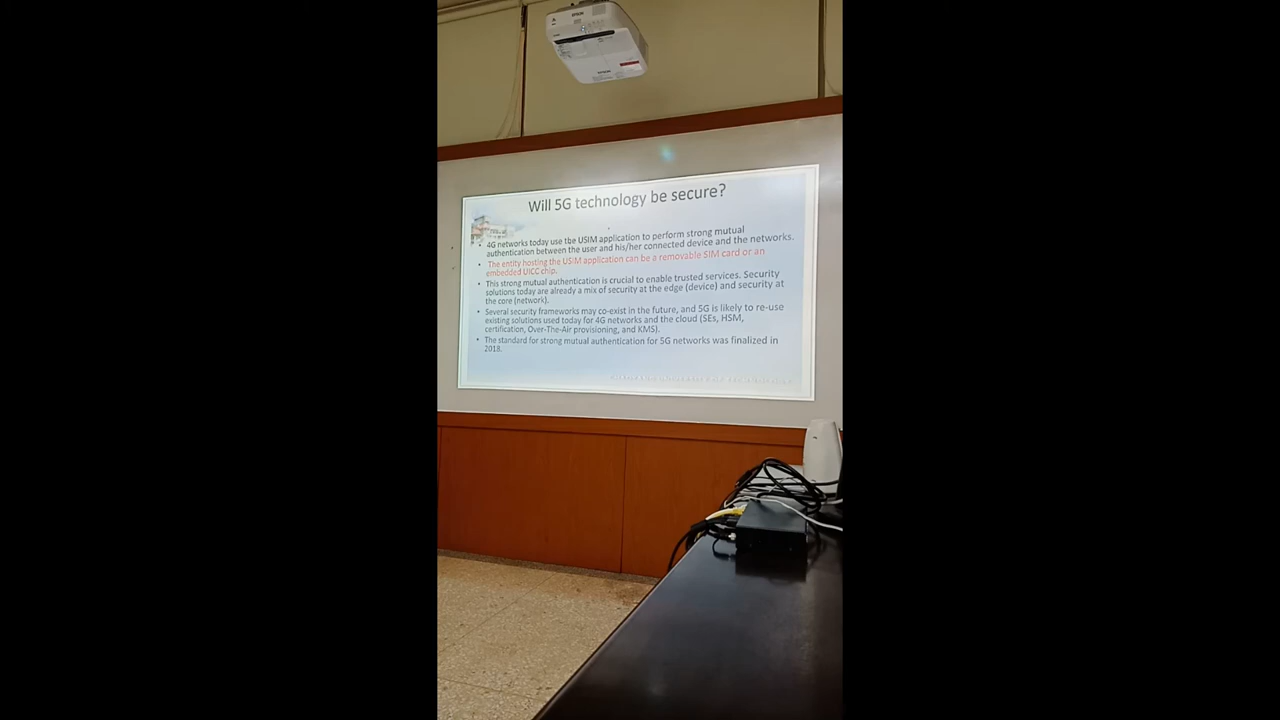 EPSON
Will 5G technology be secure?
• 4G networks today use the USIM application to perform strong mutual
authentication between the user and his/her connected device and the networks.
• The entity hosting the USIM application can be a removable SIM card or an
embedded UICC chip.
• This strong mutual authentication is crucial to enable trusted services. Security
solutions today are already a mix of security at the edge (device) and security at
the core (network).
• Several security frameworks may co-exist in the future, and 5G is likely to re-use
existing solutions used today for 4G networks and the cloud (SEs, HSM,
certification, Over-The-Air provisioning, and KMS).
• The standard for strong mutual authentication for 5G networks was finalized in
2018.